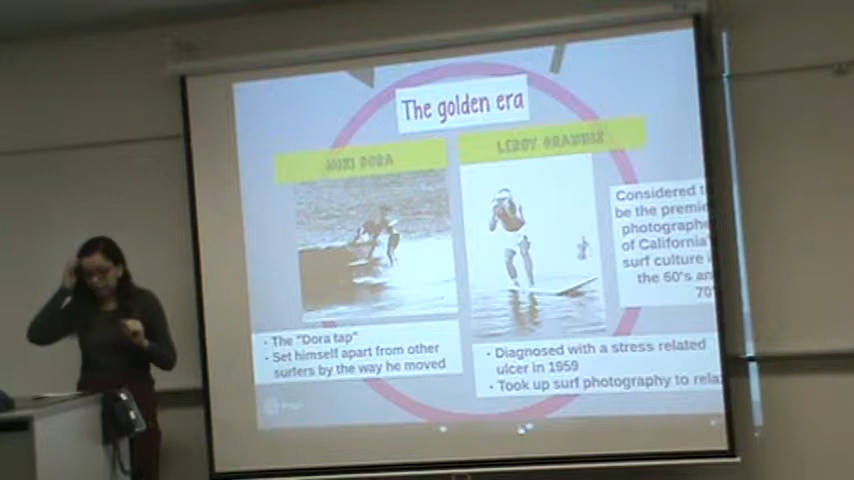 The golden era
MIKI DORA
LEROY GRANNIS
- The "Dora tap"
- Set himself apart from other
surfers by the way he moved
Considered t
be the premi
photographe
of California'
surf culture i
the 60's an
70'
- Diagnosed with a stress related
ulcer in 1959
- Took up surf photography to rela